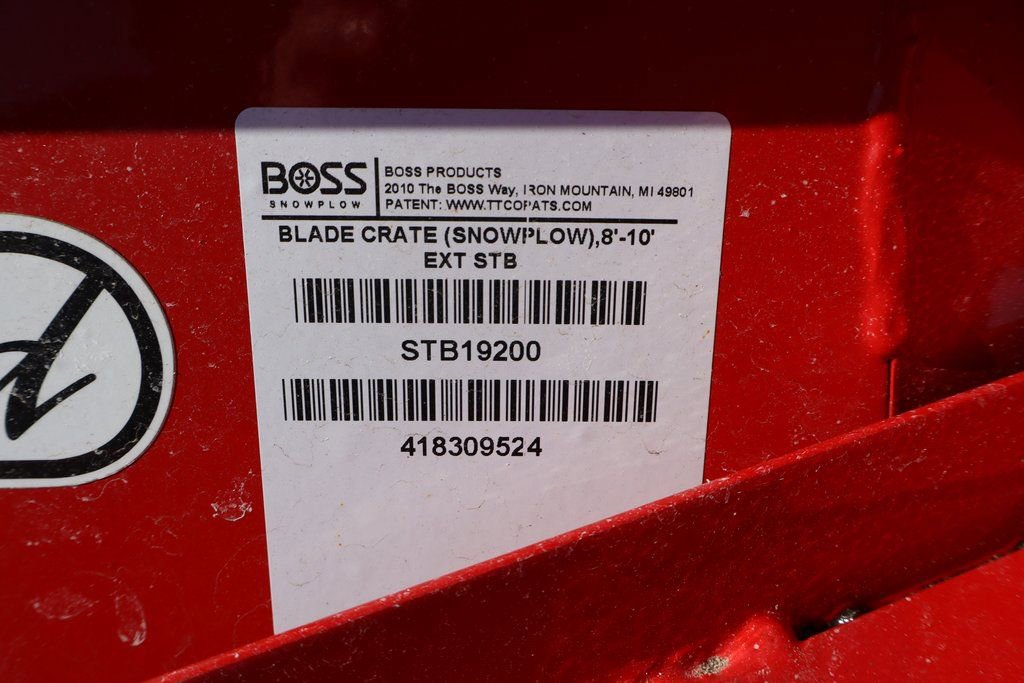 BOSS
SNOWPLOW
BOSS PRODUCTS
2010 The BOSS Way, IRON MOUNTAIN, MI 49801
PATENT: WWW.TTCOPATS.COM
BLADE CRATE (SNOWPLOW),8'-10'
EXT STB
STB19200
418309524